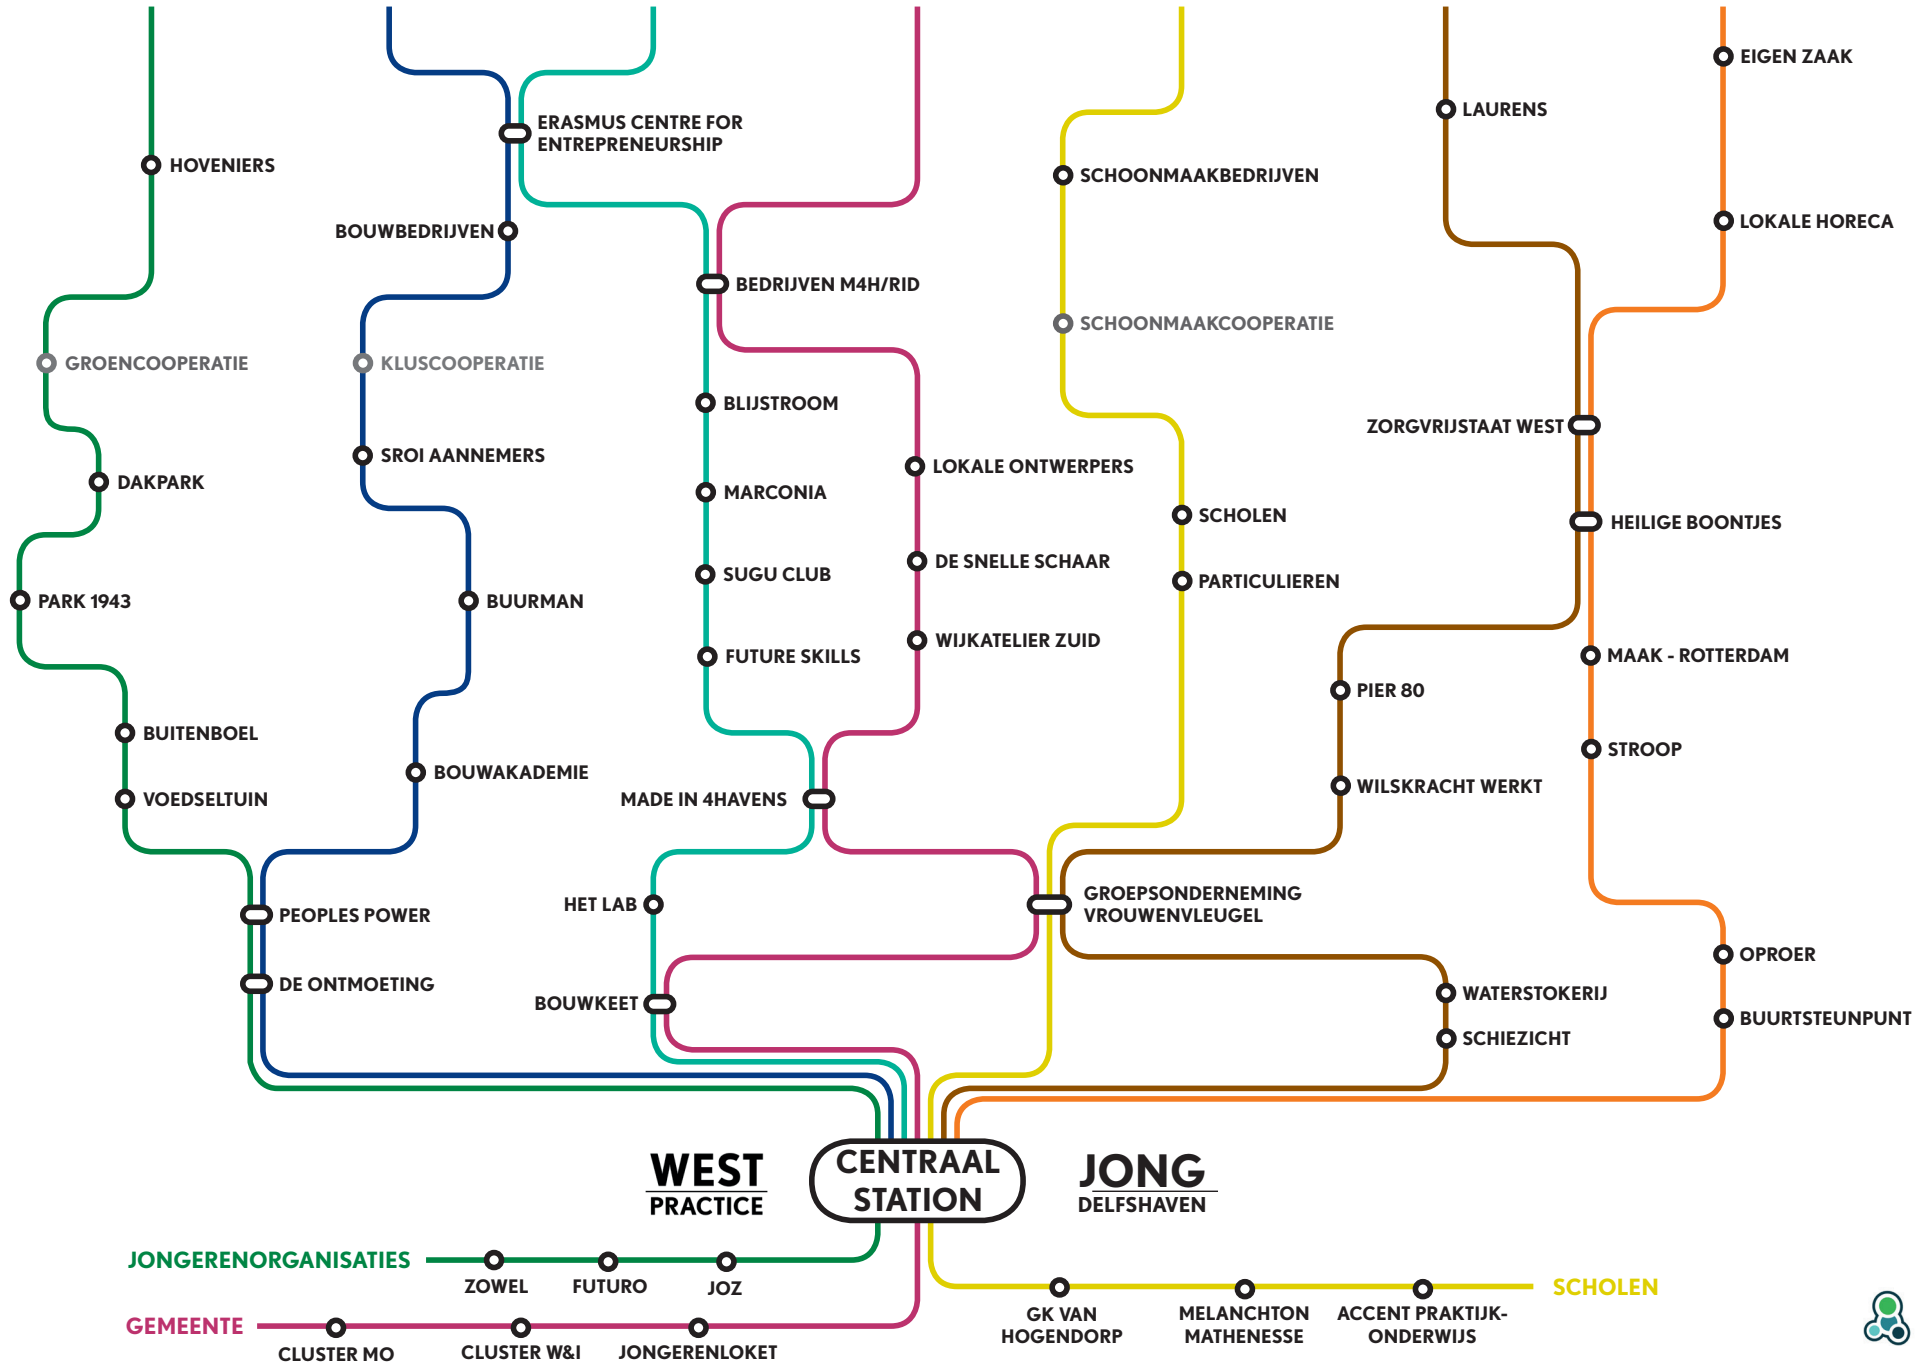 EIGEN ZAAK
LAURENS
ERASMUS CENTRE FOR
ENTREPRENEURSHIP
HOVENIERS
SCHOONMAAKBEDRIJVEN
LOKALE HORECA
BOUWBEDRIJVEN
BEDRIJVEN M4H/RID
SCHOONMAAKCOOPERATIE
GROENCOOPERATIE
KLUSCOOPERATIE
BLIJSTROOM
ZORGVRIJSTAAT WEST
SROI AANNEMERS
LOKALE ONTWERPERS
DAKPARK
MARCONIA
SCHOLEN
HEILIGE BOONTJES
DE SNELLE SCHAAR
SUGU CLUB
PARTICULIEREN
PARK 1943
BUURMAN
WIJKATELIER ZUID
FUTURE SKILLS
MAAK - ROTTERDAM
PIER 80
BUITENBOEL
STROOP
BOUWAKADEMIE
WILSKRACHT WERKT
VOEDSELTUIN
MADE IN 4HAVENS
HET LAB
GROEPSONDERNEMING
VROUWENVLEUGEL
PEOPLES POWER
OPROER
DE ONTMOETING
WATERSTOKERIJ
BOUWKEET
BUURTSTEUNPUNT
SCHIEZICHT
WEST
PRACTICE
CENTRAAL
STATION
JONG
DELFSHAVEN
JONGERENORGANISATIES
ZOWEL
FUTURO
JOZ
SCHOLEN
GK VAN
HOGENDORP
MELANCHTON
MATHENESSE
ACCENT PRAKTIJK-
ONDERWIJS
GEMEENTE
CLUSTER MO
CLUSTER W&I
JONGERENLOKET